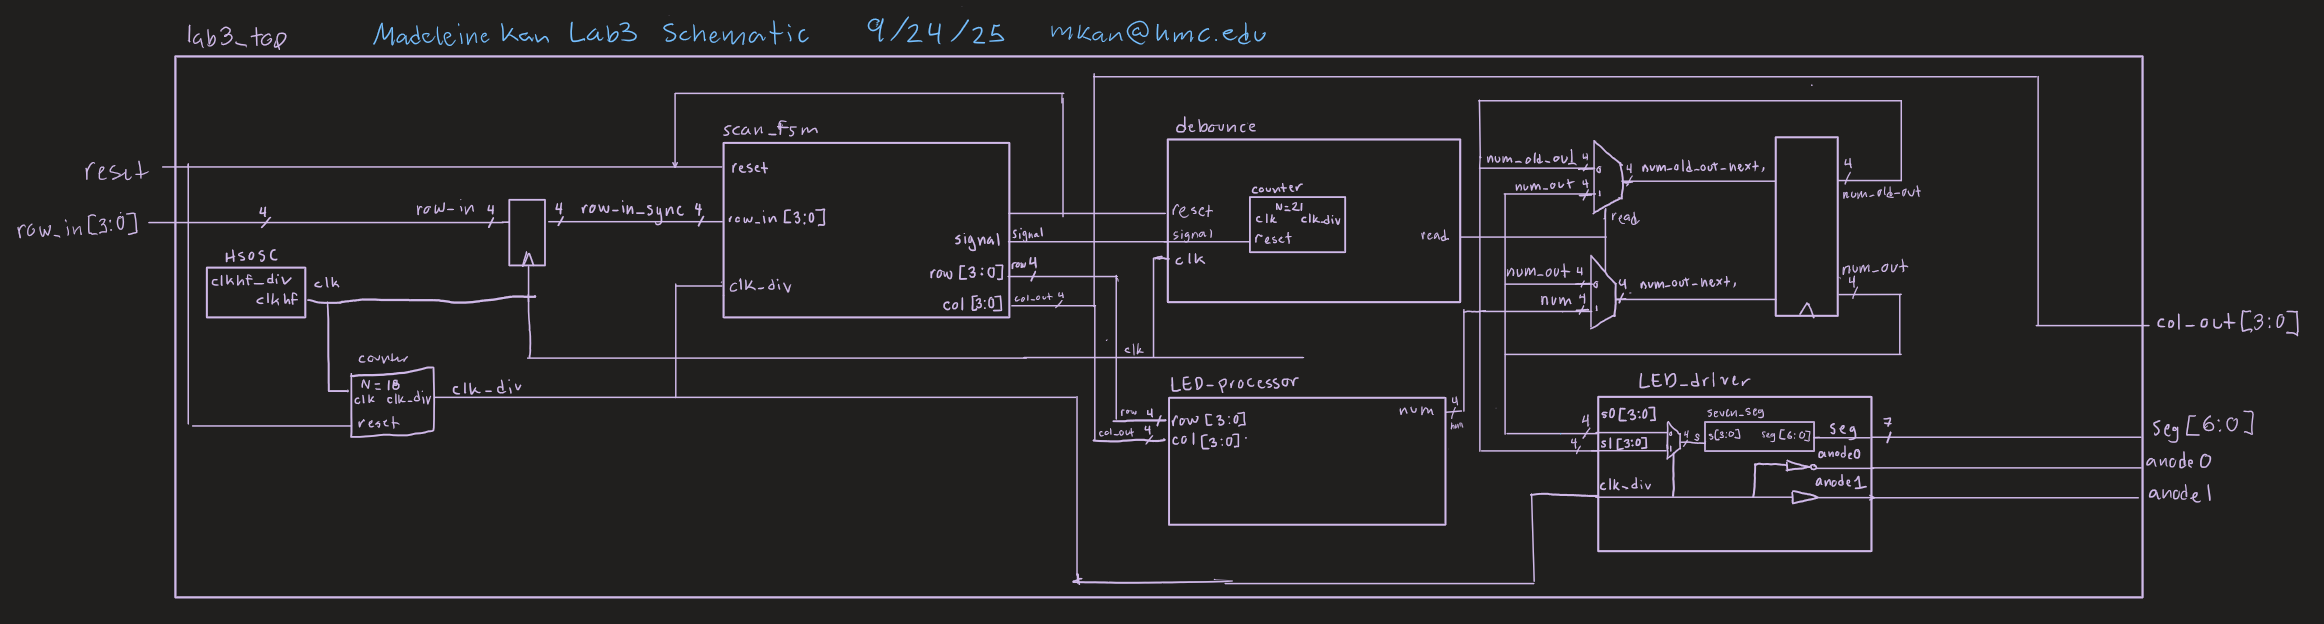 lab3_top
Madeleine Kan Lab3 Schematic 9/24/25 mkan@hmc.edu
reset
row_in[3:0]
4
row_in 4
4 row_in_sync 4
HSOSC
clkhf_div
clkhf
clk
counter
N=18
clk clk_div
reset
clk_div
scan_fsm
reset
row_in [3:0]
signal
row [3:0]
clk_div
col [3:0]
signal
row 4
col_out 4
clk
debounce
reset
signal
clk
read
counter
N=21
clk clk_div
reset
LED_processor
row 4
col_out 4
row [3:0]
col [3:0]
num
4
num
num_old_out 4
num_out 4
0
1
4 num_old_out_next,
read
num_out 4
num 4
0
1
4 num_out_next,
4
num_old_out
num_out
4
LED_driver
4
4
s0 [3:0]
s1 [3:0]
clk_div
4 s
seven_seg
s[3:0] seg [6:0]
seg
7
anode0
anode1
col_out [3:0]
seg [6:0]
anode0
anode1